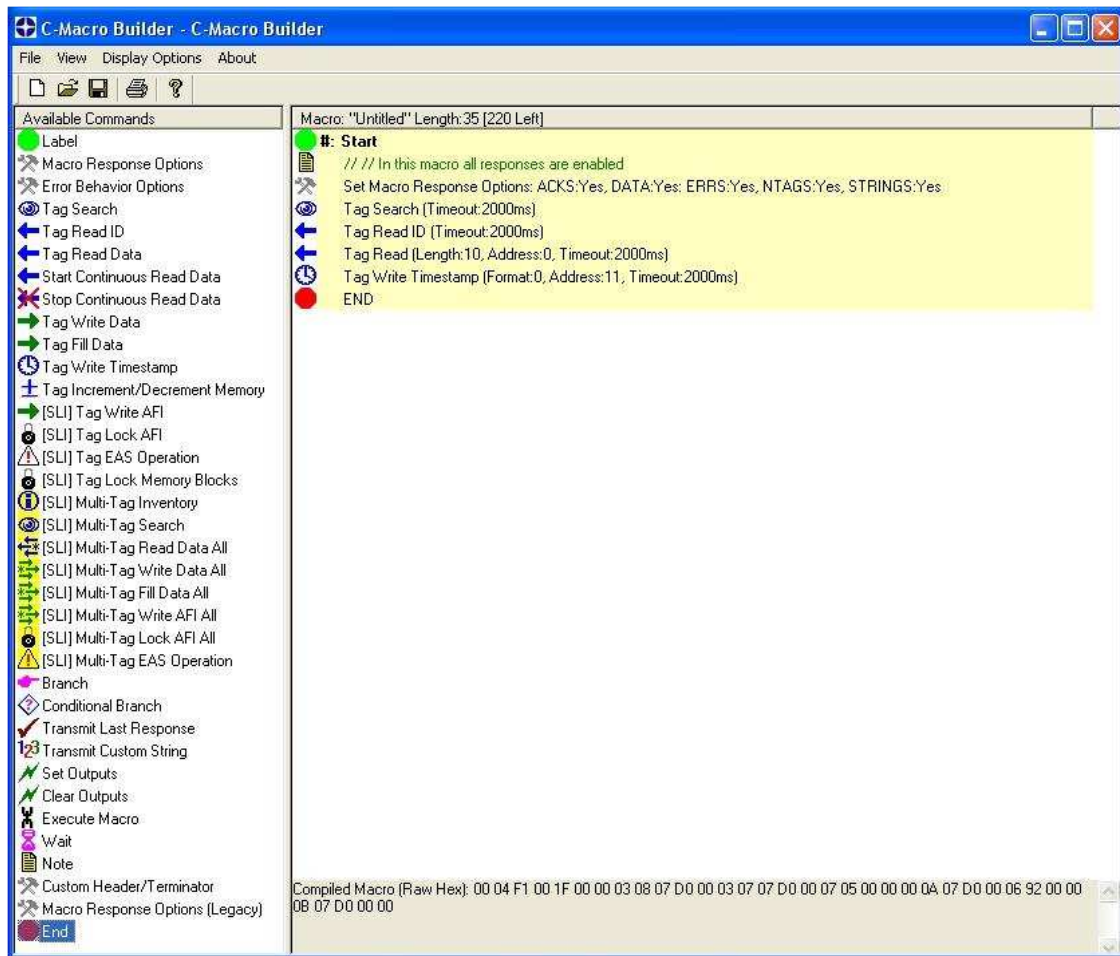 C-Macro Builder - C-Macro Builder
File View Display Options About
Available Commands
Label
Macro Response Options
Error Behavior Options
Tag Search
Tag Read ID
Tag Read Data
Start Continuous Read Data
Stop Continuous Read Data
Tag Write Data
Tag Fill Data
Tag Write Timestamp
Tag Increment/Decrement Memory
[SLI] Tag Write AFI
[SLI] Tag Lock AFI
[SLI] Tag EAS Operation
[SLI] Tag Lock Memory Blocks
[SLI] Multi-Tag Inventory
[SLI] Multi-Tag Search
[SLI] Multi-Tag Read Data All
[SLI] Multi-Tag Write Data All
[SLI] Multi-Tag Fill Data All
[SLI] Multi-Tag Write AFI All
[SLI] Multi-Tag Lock AFI All
[SLI] Multi-Tag EAS Operation
Branch
Conditional Branch
Transmit Last Response
123 Transmit Custom String
Set Outputs
Clear Outputs
Execute Macro
Wait
Note
Custom Header/Terminator
Macro Response Options (Legacy)
End
Macro: "Untitled" Length:35 [220 Left]
#: Start
// // In this macro all responses are enabled
Set Macro Response Options: ACKS:Yes, DATA:Yes: ERRS:Yes, NTAGS:Yes, STRINGS:Yes
Tag Search (Timeout:2000ms)
Tag Read ID (Timeout:2000ms)
Tag Read (Length:10, Address:0, Timeout:2000ms)
Tag Write Timestamp (Format:0, Address:11, Timeout:2000ms)
END
Compiled Macro (Raw Hex): 00 04 F1 00 1F 00 00 03 08 07 D0 00 03 07 07 D0 00 07 05 00 00 00 0A 07 D0 00 06 92 00 00
0B 07 D0 00 00